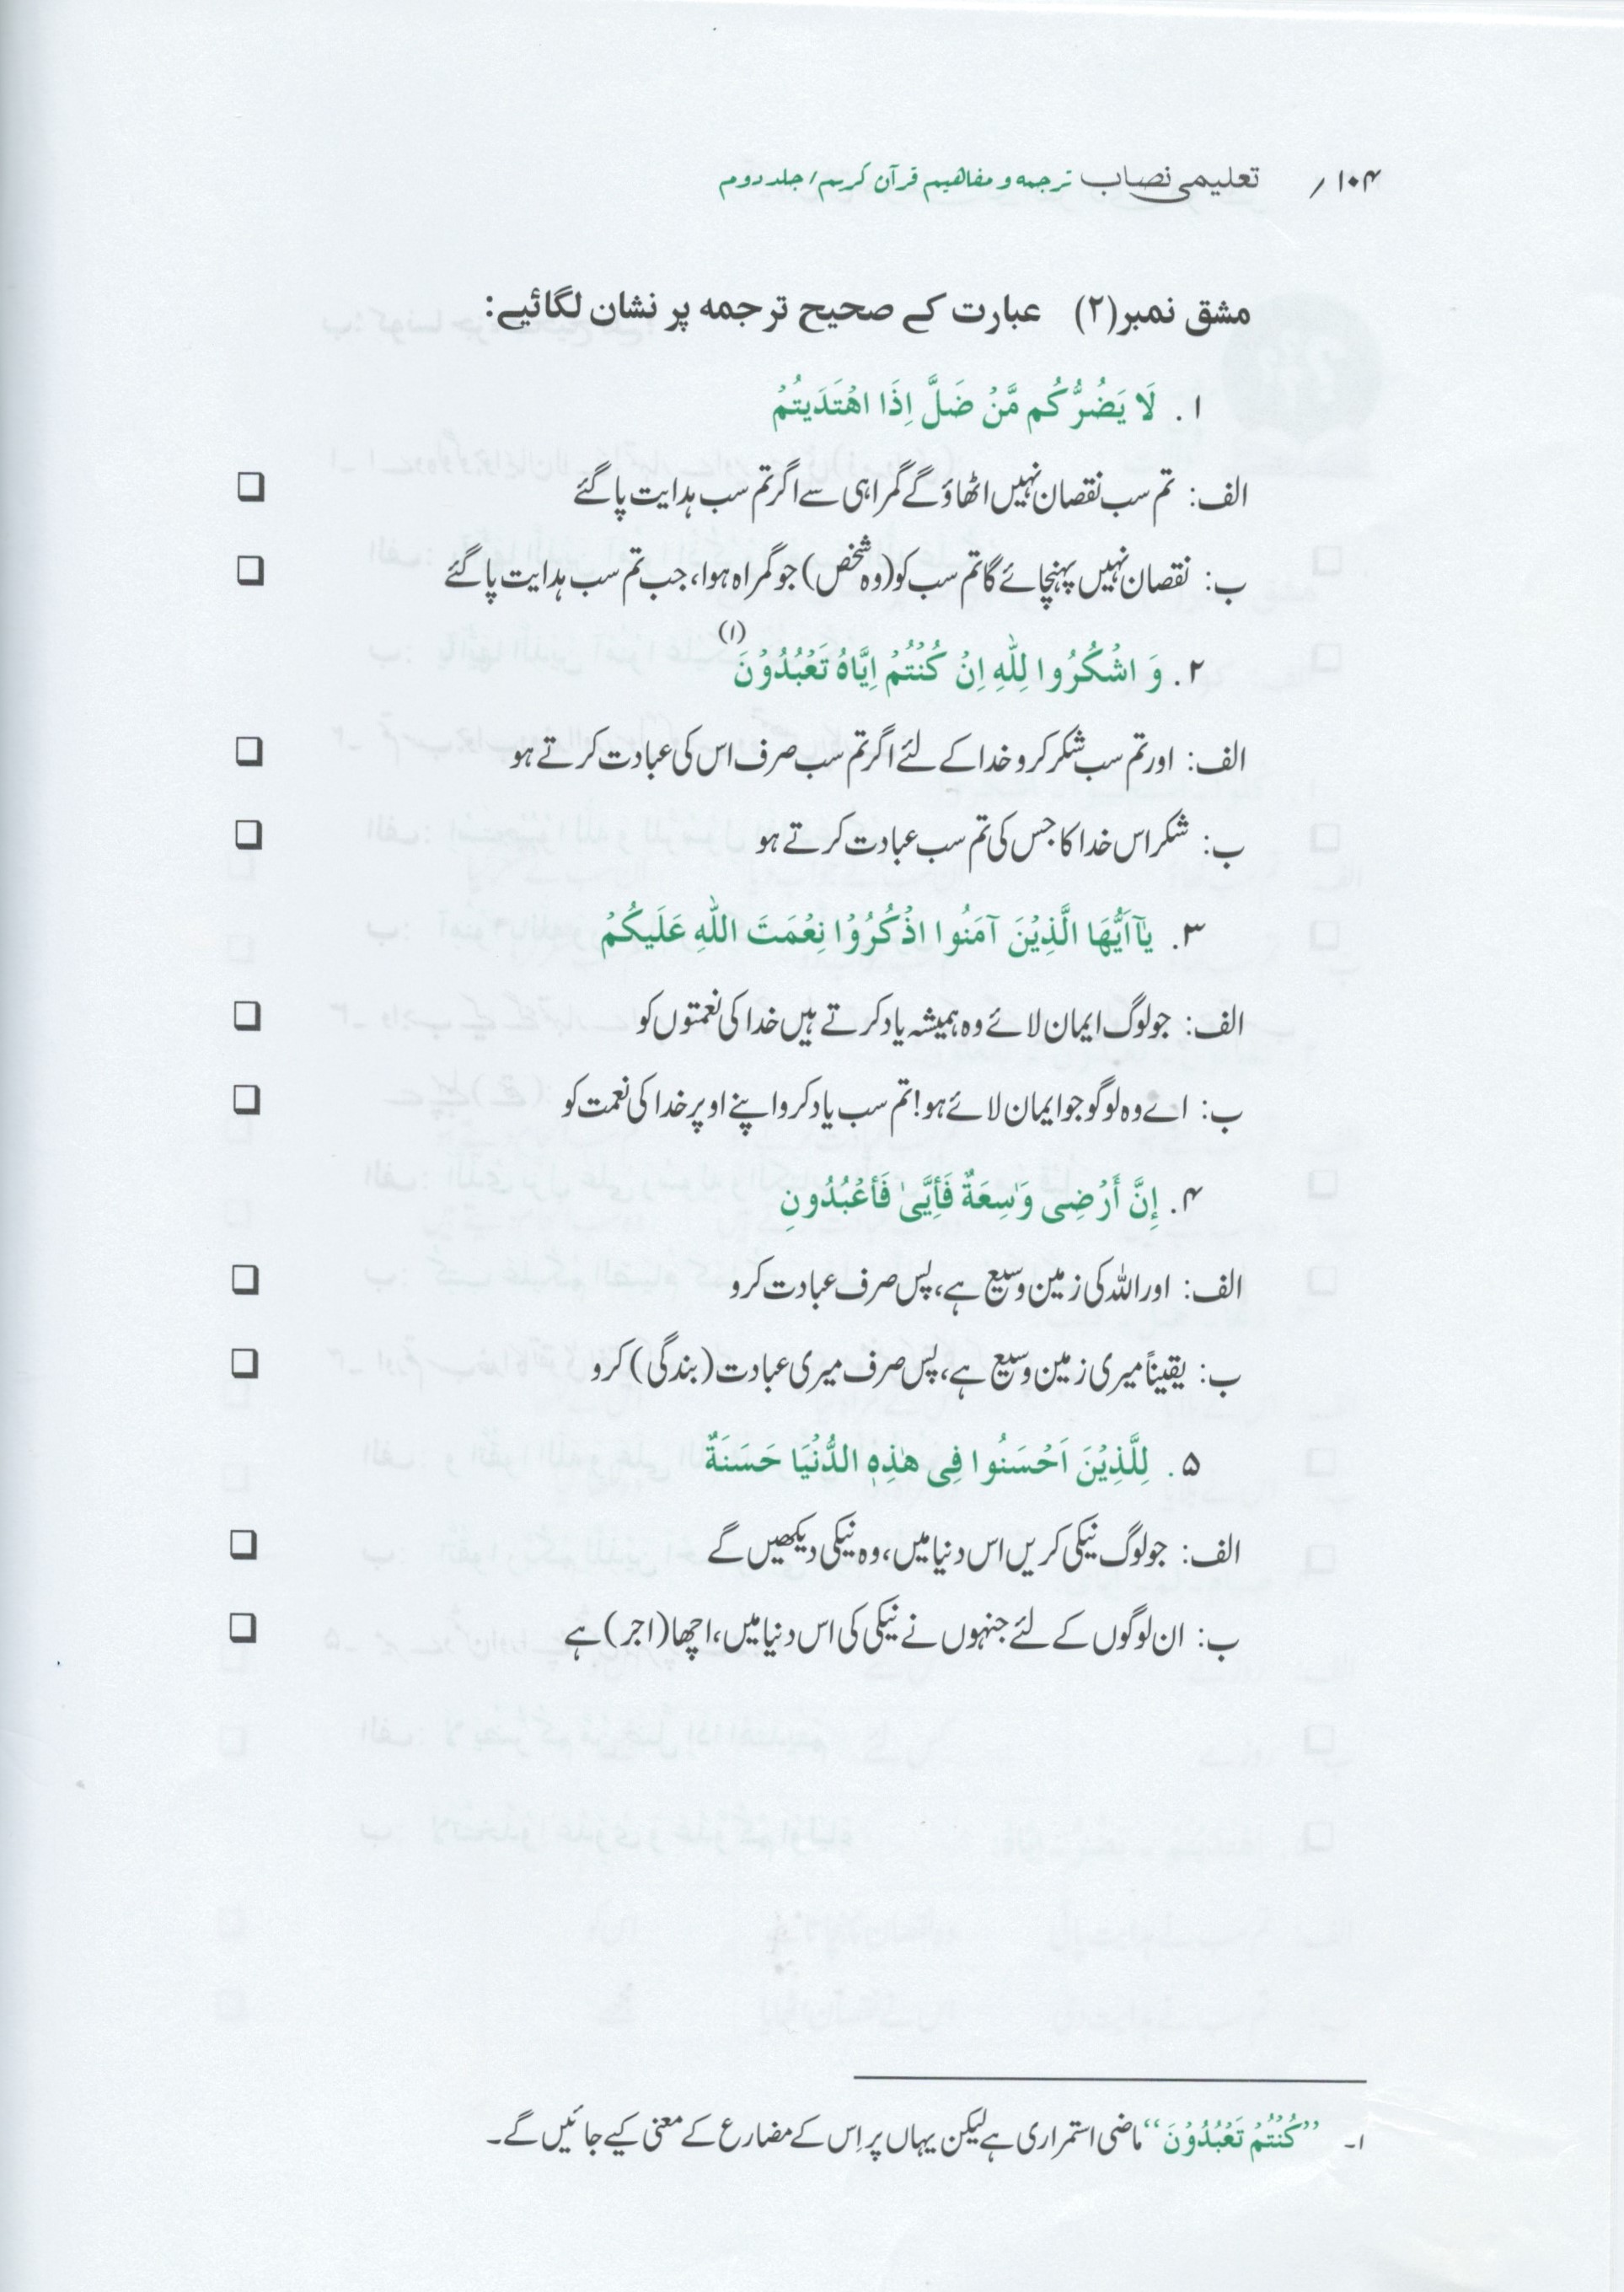 ۱۰۴ / تعلیمی نصاب ترجمه و مفاهیم قرآن کریم/ جلد دوم
مشق نمبر(۲) عبارت کے صحیح ترجمہ پر نشان لگائیے:
۱. لَا یَضُرُّكُم مَّنْ ضَلَّ اِذَا اهْتَدَیتُمْ
الف: تم سب نقصان نہیں اٹھاؤ گے گمراہی سے اگر تم سب ہدایت پا گئے
ب: نقصان نہیں پہنچائے گا تم سب کو (وہ شخص) جو گمراہ ہوا، جب تم سب ہدایت پا گئے
۲. وَ اشْكُرُوا لِلّٰهِ اِنْ كُنْتُمْ اِیَّاهُ تَعْبُدُوْنَ(۱)
الف: اور تم سب شکر کرو خدا کے لئے اگر تم سب صرف اس کی عبادت کرتے ہو
ب: شکر اس خدا کا جس کی تم سب عبادت کرتے ہو
۳. یٰآ اَیُّهَا الَّذِیْنَ آمَنُوا اذْكُرُوْا نِعْمَتَ اللّٰهِ عَلَیكُمْ
الف: جو لوگ ایمان لائے وہ ہمیشہ یاد کرتے ہیں خدا کی نعمتوں کو
ب: اے وہ لوگو جو ایمان لائے ہو! تم سب یاد کرو اپنے اوپر خدا کی نعمت کو
۴. إِنَّ أَرْضِی وَٰسِعَةٌ فَإِیَّیٰ فَأعْبُدُونِ
الف: اور اللہ کی زمین وسیع ہے، پس صرف عبادت کرو
ب: یقیناً میری زمین وسیع ہے، پس صرف میری عبادت (بندگی) کرو
۵. لِلَّذِیْنَ اَحْسَنُوا فِی هٰذِهِ الدُّنْیَا حَسَنَةٌ
الف: جو لوگ نیکی کریں اس دنیا میں، وہ نیکی دیکھیں گے
ب: ان لوگوں کے لئے جنہوں نے نیکی کی اس دنیا میں، اچھا (اجر) ہے
۱۔ ”كُنْتُمْ تَعْبُدُوْنَ“ ماضی استمراری ہے لیکن یہاں پر اِس کے مضارع کے معنی کیے جائیں گے۔